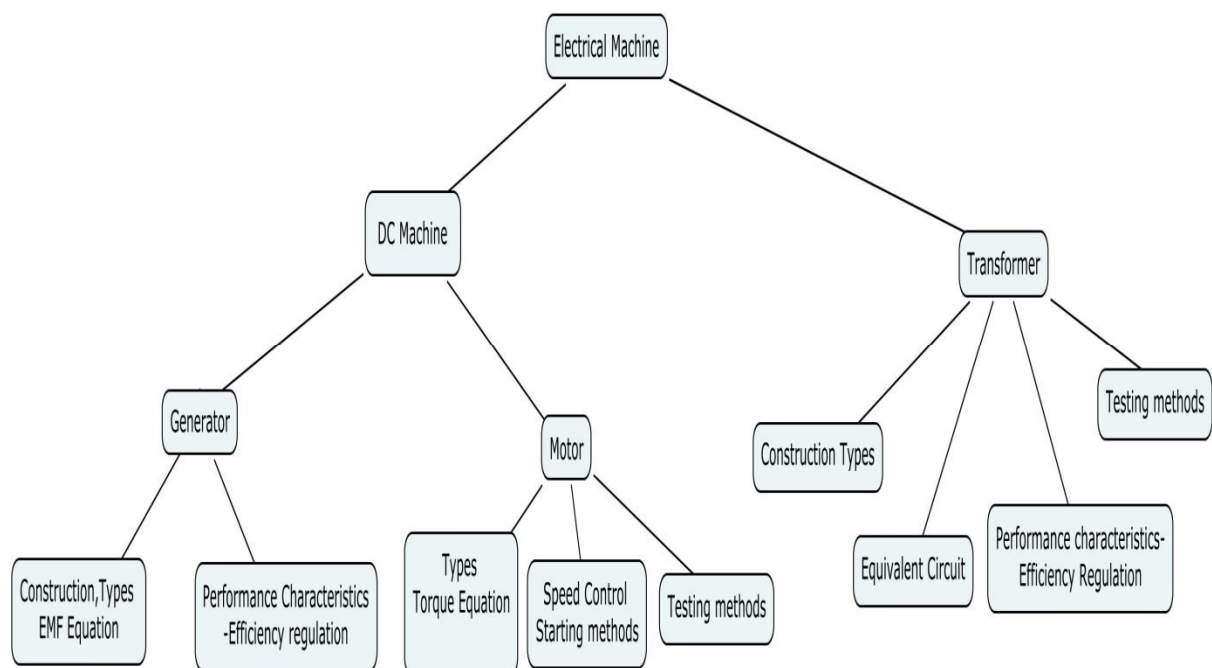 Electrical Machine
DC Machine
Transformer
Generator
Motor
Construction Types
Testing methods
Construction,Types
EMF Equation
Performance Characteristics
-Efficiency regulation
Types
Torque Equation
Speed Control
Starting methods
Testing methods
Equivalent Circuit
Performance characteristics-
Efficiency Regulation